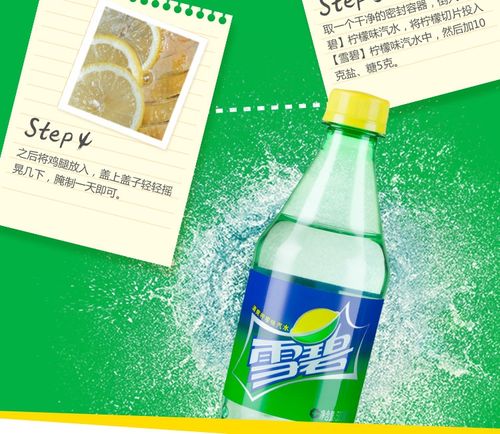 Step
取一个干净的密封容器，倒入
碧】柠檬味汽水，将柠檬切片投入
【雪碧】柠檬味汽水中，然后加10
克盐、糖5克。
Step 4
之后将鸡腿放入，盖上盖子轻轻摇
晃几下，腌制一天即可。
雪碧